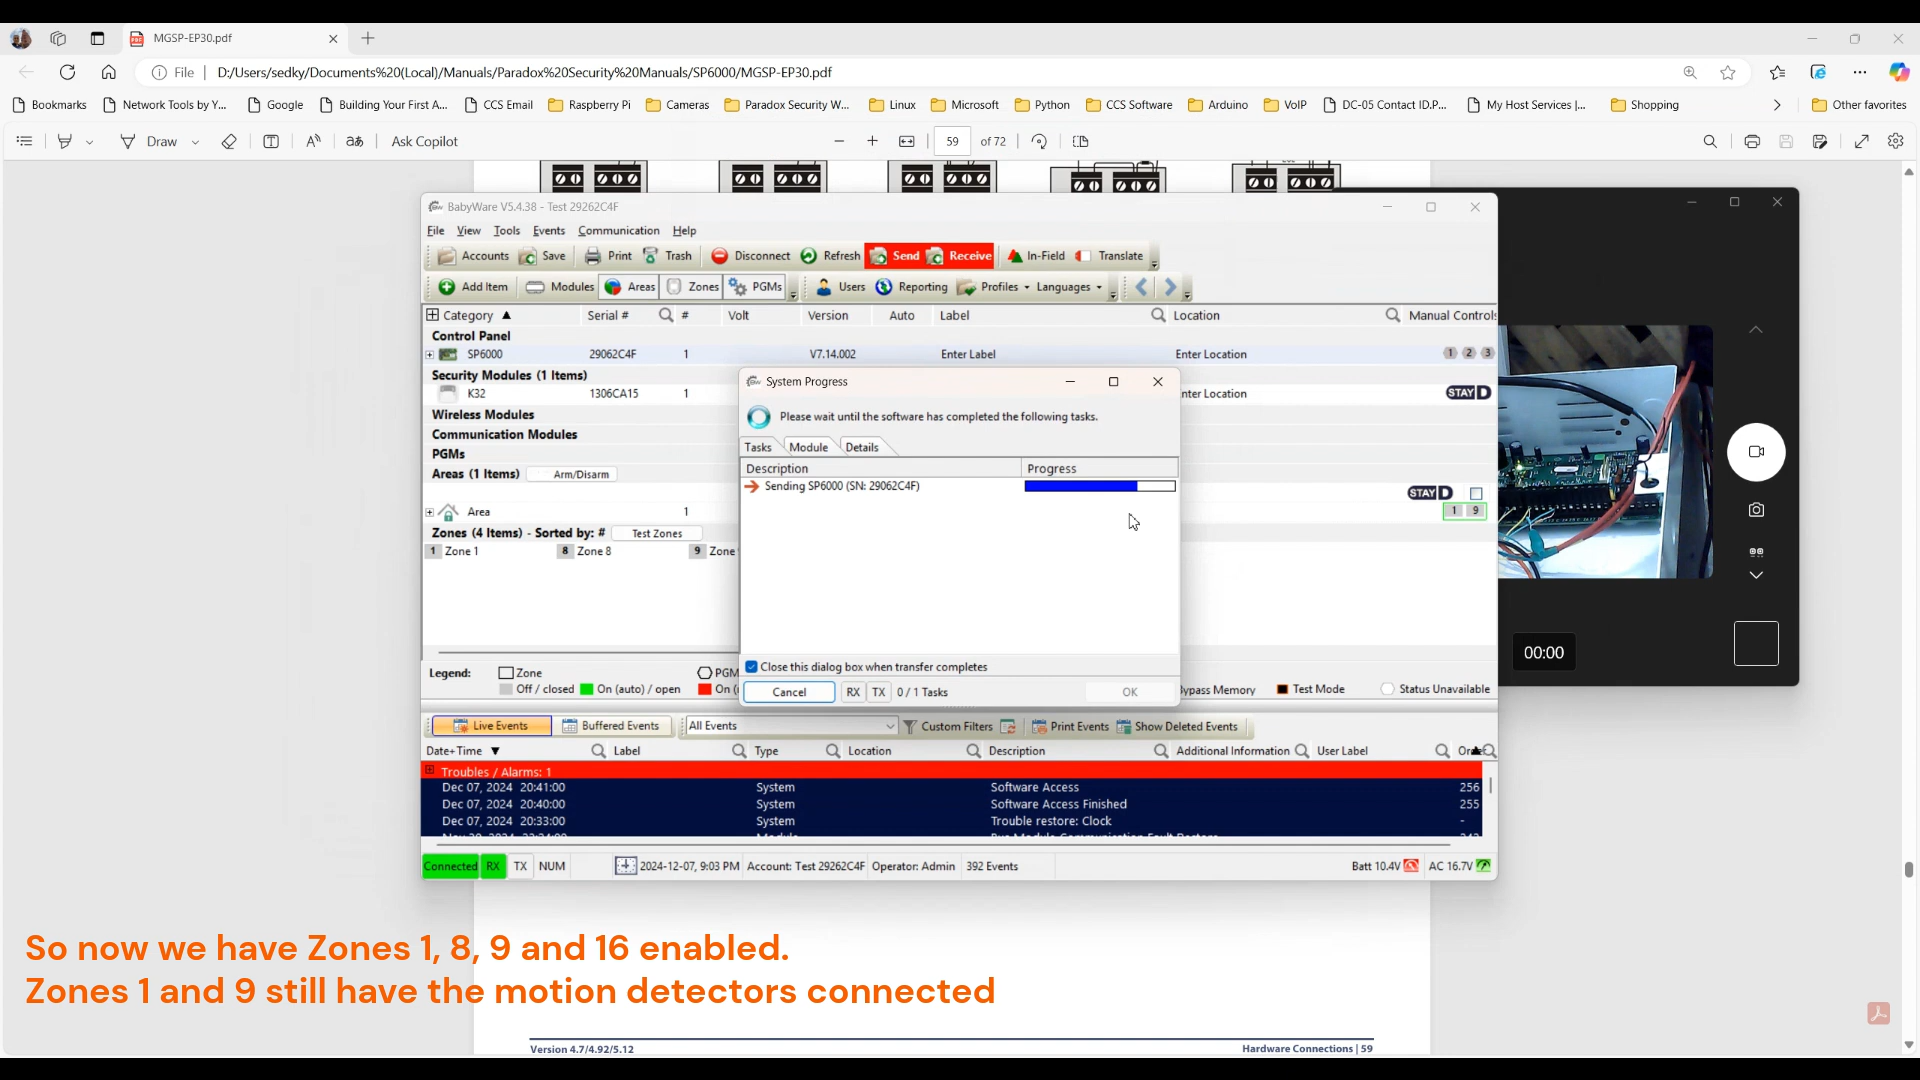 MGSP-EP30.pdf
File D:/Users/sedky/Documents%20(Local)/Manuals/Paradox%20Security%20Manuals/SP6000/MGSP-EP30.pdf
Bookmarks Network Tools by Y... Google Building Your First A... CCS Email Raspberry Pi Cameras Paradox Security W... Linux Microsoft Python CCS Software Arduino VoIP DC-05 Contact ID.P... My Host Services |... Shopping Other favorites
Draw Ask Copilot 59 of 72
BabyWare V5.4.38 - Test 29262C4F
File View Tools Events Communication Help
Accounts Save Print Trash Disconnect Refresh Send Receive In-Field Translate
Add Item Modules Areas Zones PGMs Users Reporting Profiles Languages
Category Serial # # Volt Version Auto Label Location Manual Controls
Control Panel
SP6000 29062C4F 1 V7.14.002 Enter Label Enter Location 1 2 3
Security Modules (1 Items)
K32 1306CA15 1 nter Location STAY D
Wireless Modules
Communication Modules
PGMs
Areas (1 Items) Arm/Disarm
STAY D
Area 1 1 9
Zones (4 Items) - Sorted by: # Test Zones
1 Zone 1 8 Zone 8 9 Zone
System Progress
Please wait until the software has completed the following tasks.
Tasks Module Details
Description Progress
Sending SP6000 (SN: 29062C4F)
Close this dialog box when transfer completes
Cancel RX TX 0 / 1 Tasks OK
Legend: Zone PGM
Off / closed On (auto) / open On ypass Memory Test Mode Status Unavailable
00:00
Live Events Buffered Events All Events Custom Filters Print Events Show Deleted Events
Date+Time Label Type Location Description Additional Information User Label
Troubles / Alarms: 1
Dec 07, 2024 20:41:00 System Software Access 256
Dec 07, 2024 20:40:00 System Software Access Finished 255
Dec 07, 2024 20:33:00 System Trouble restore: Clock -
Connected RX TX NUM 2024-12-07, 9:03 PM Account: Test 29262C4F Operator: Admin 392 Events Batt 10.4V AC 16.7V
So now we have Zones 1, 8, 9 and 16 enabled.
Zones 1 and 9 still have the motion detectors connected
Version 4.7/4.92/5.12 Hardware Connections | 59